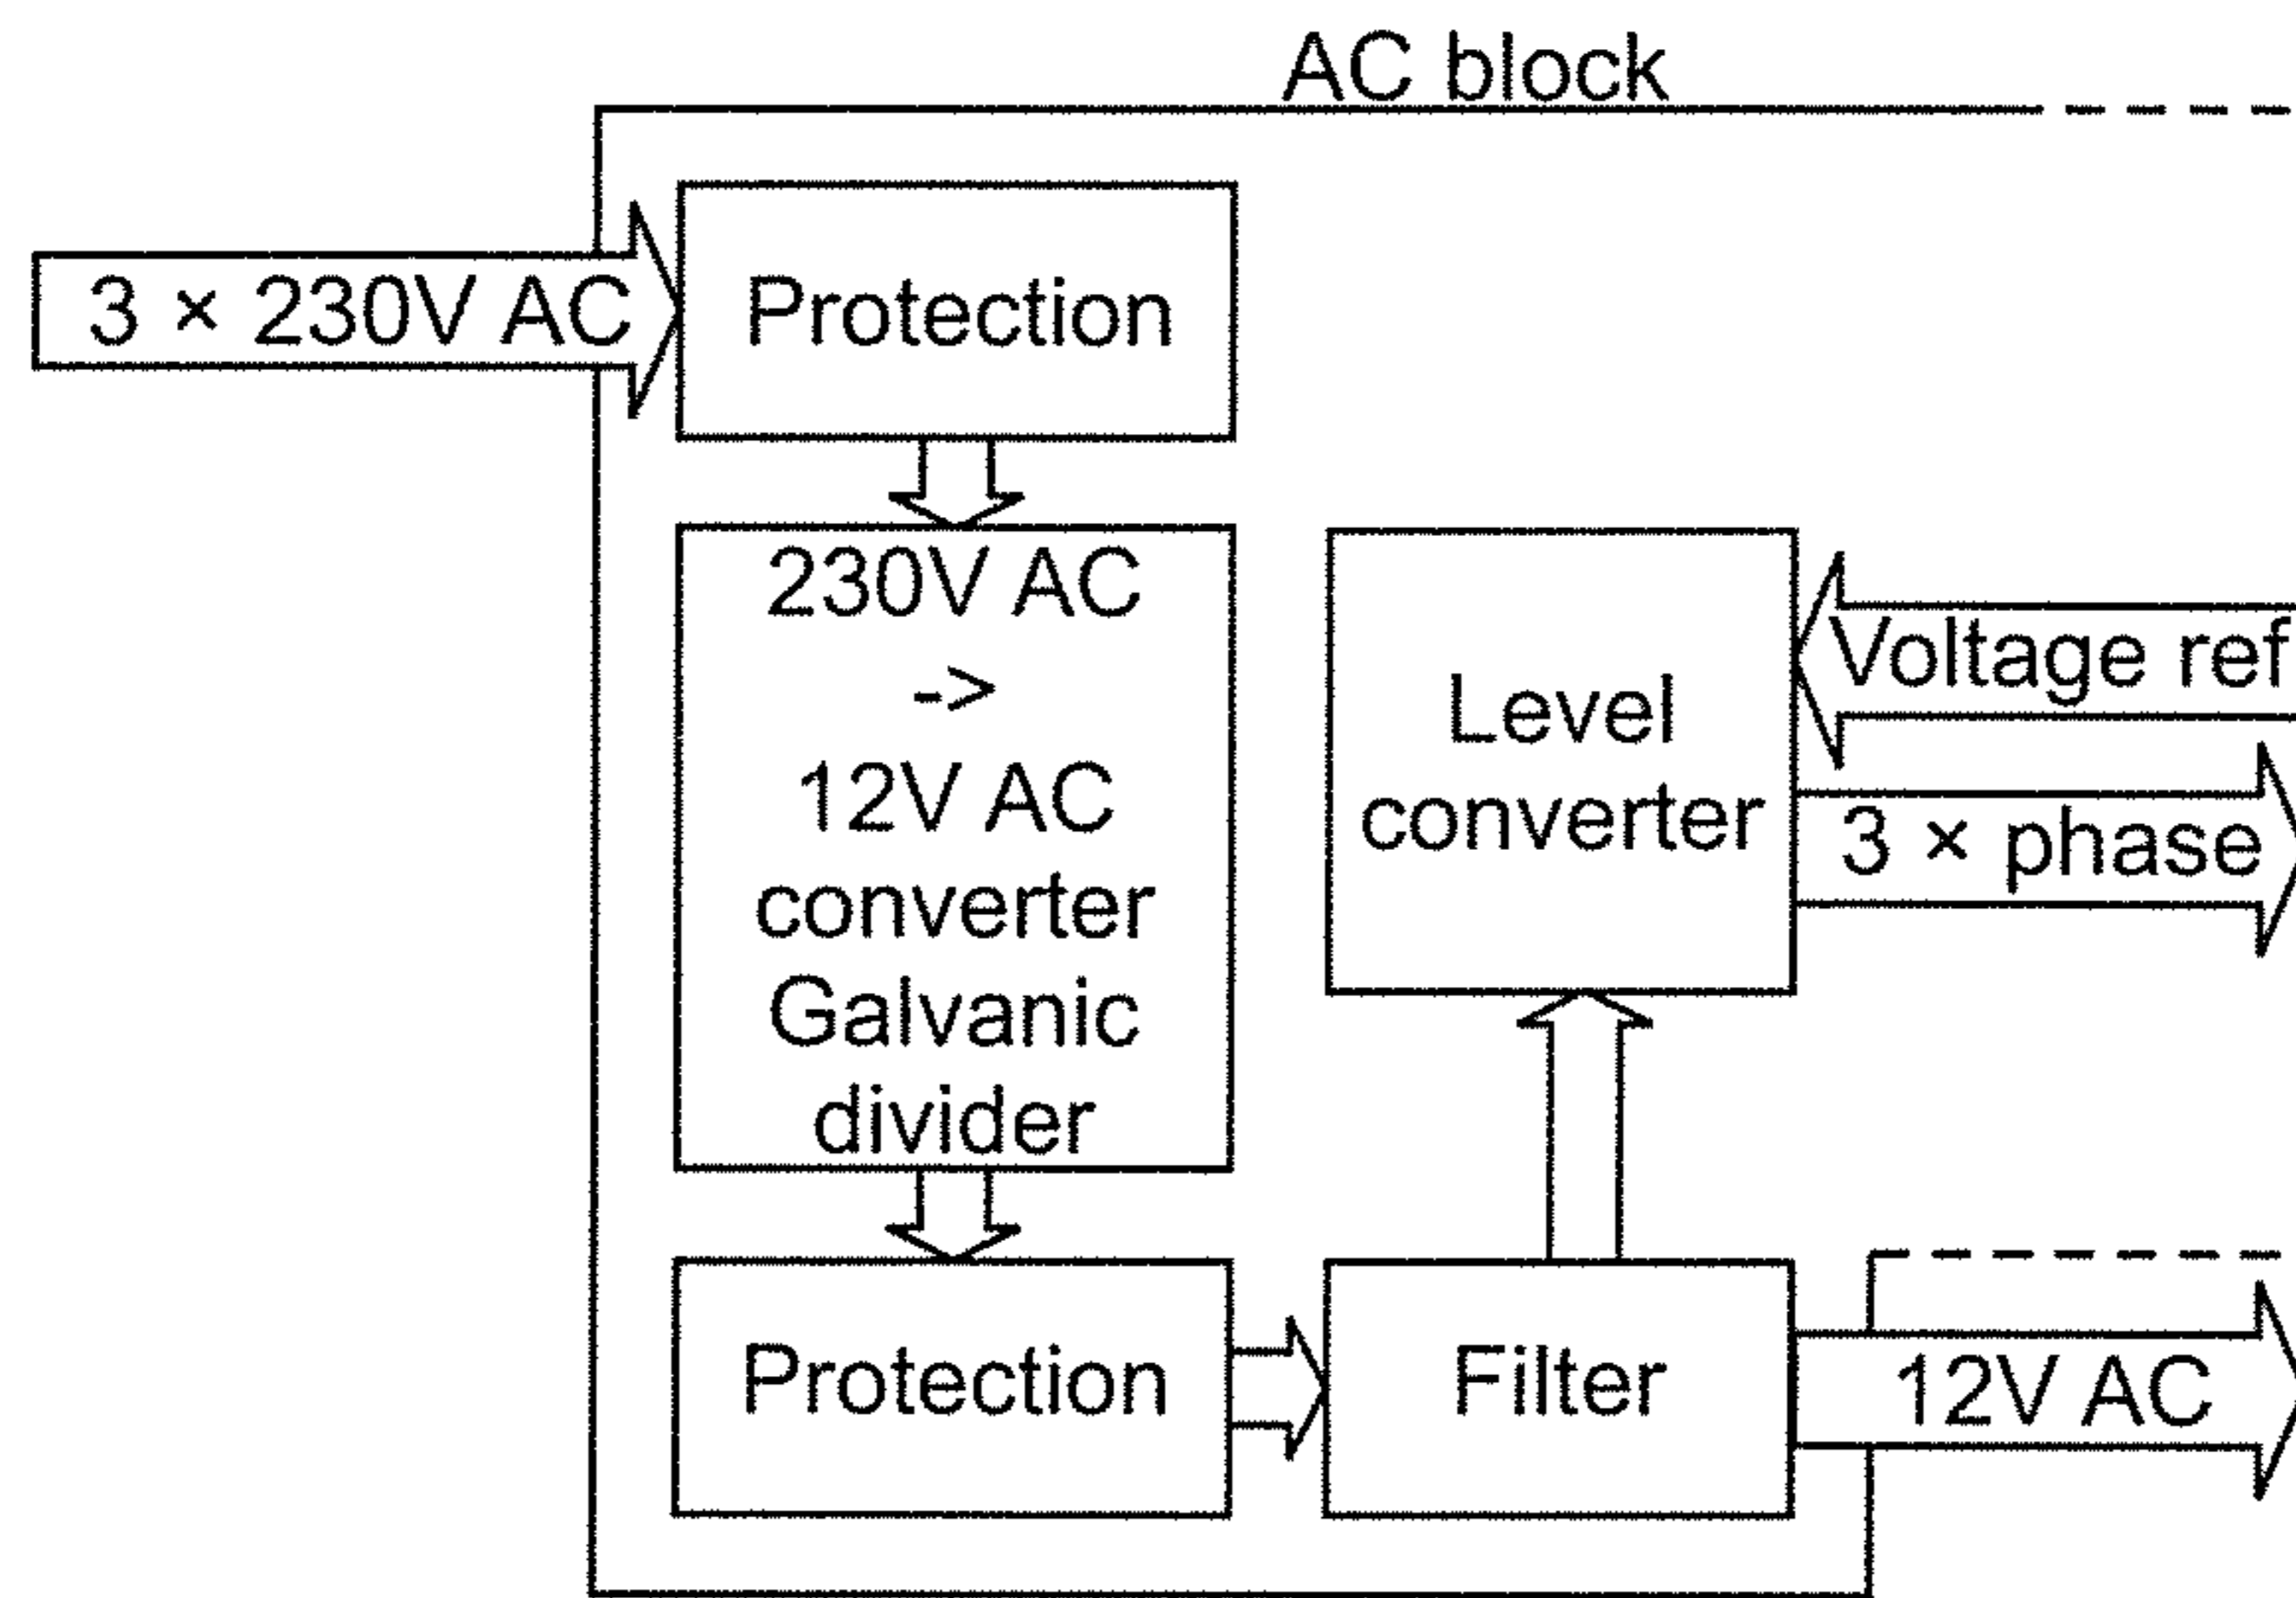 AC block
3 × 230V AC
Protection
230V AC
->
12V AC
converter
Galvanic
divider
Level
converter
Voltage ref
3 × phase
Protection
Filter
12V AC